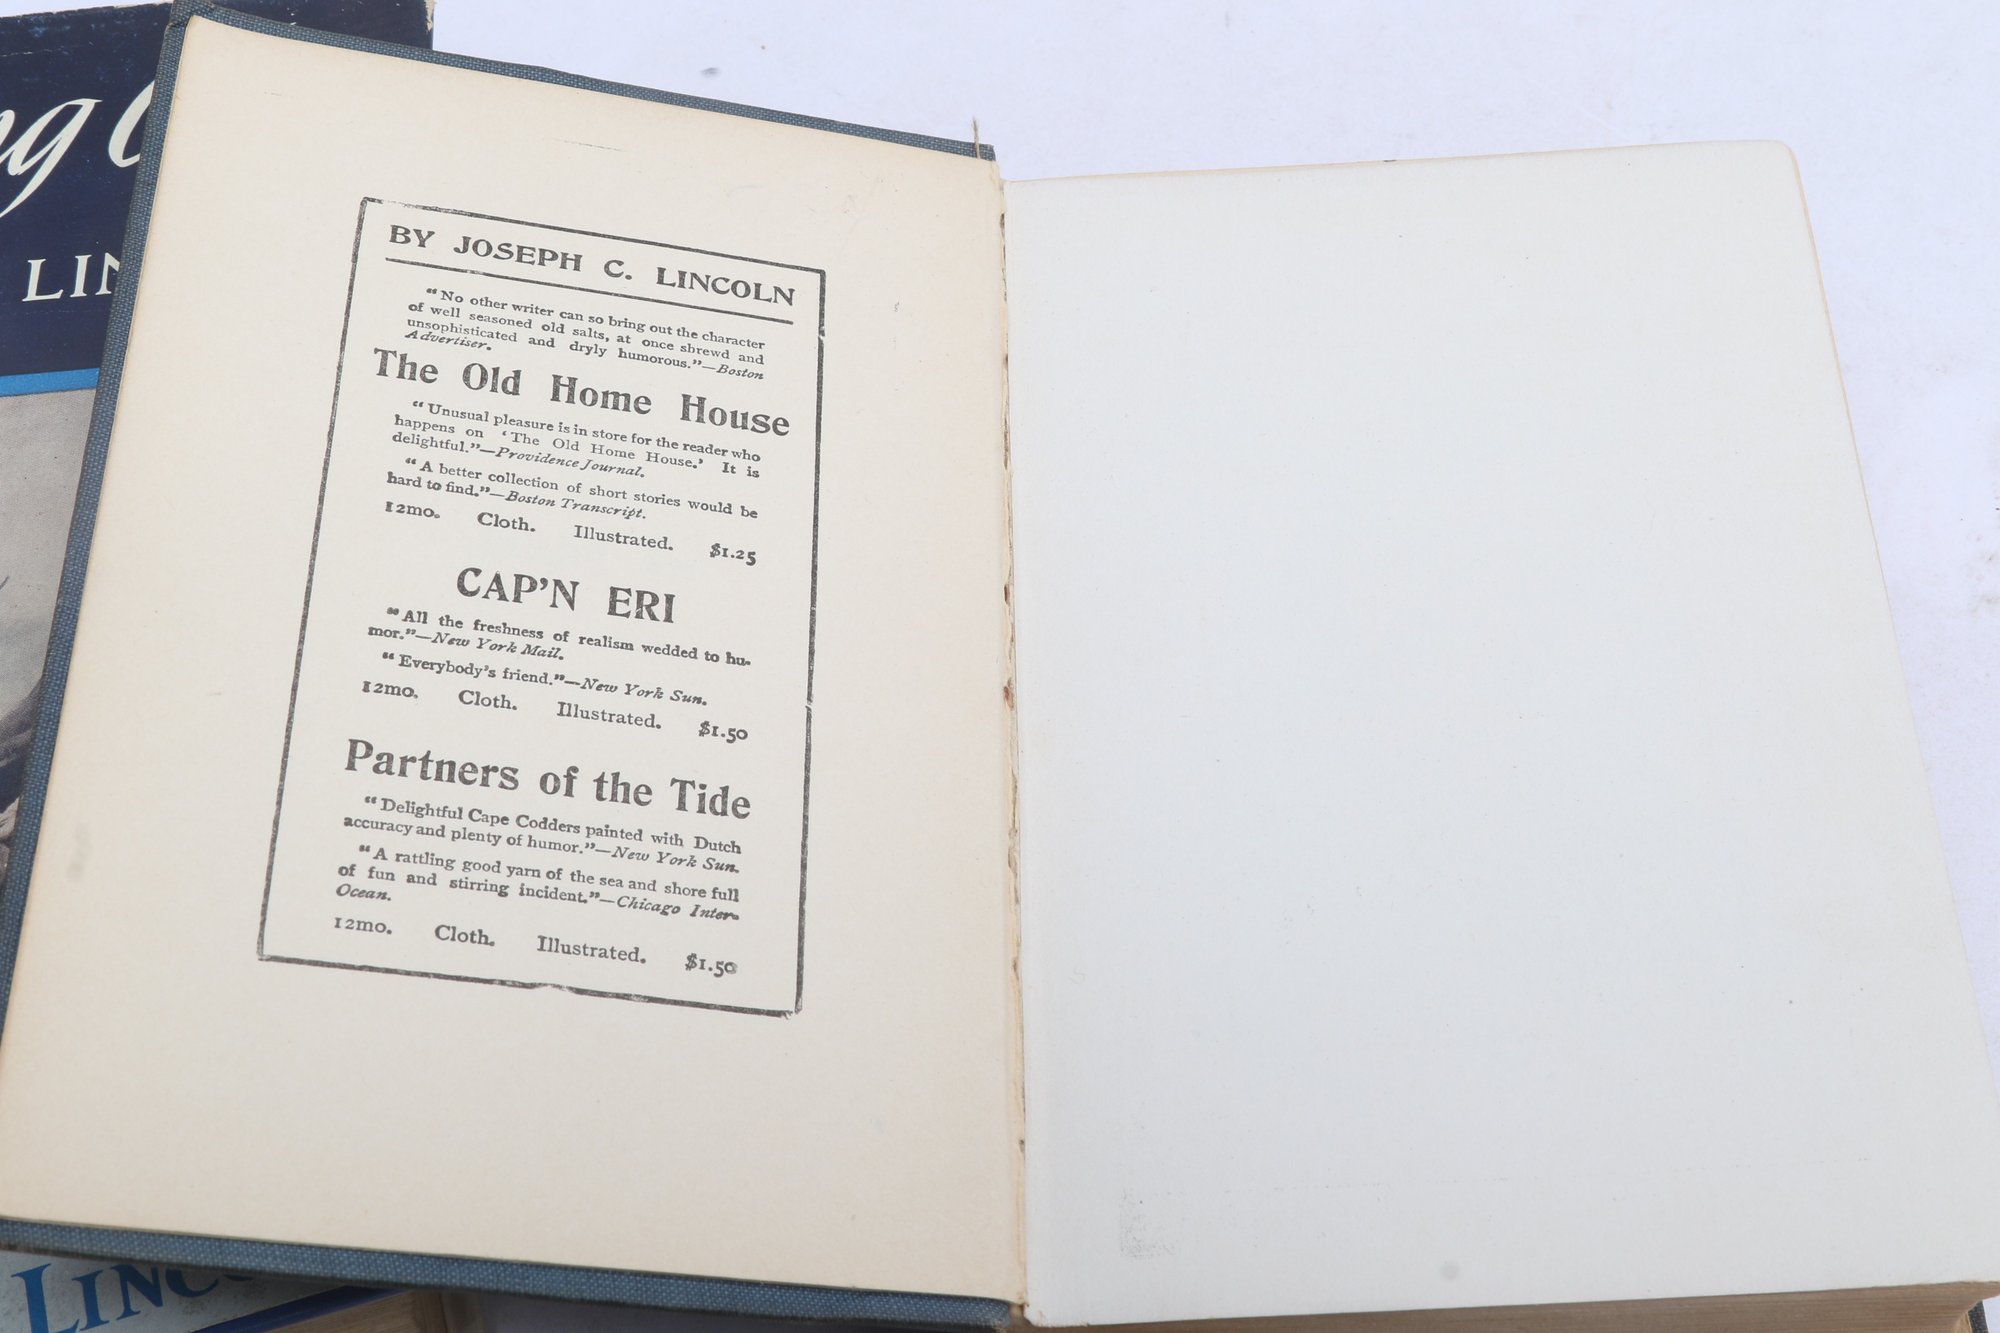 BY JOSEPH C. LINCOLN
"No other writer can so bring out the character
of well seasoned old salts, at once shrewd and
unsophisticated and dryly humorous."—Boston
Advertiser.
The Old Home House
"Unusual pleasure is in store for the reader who
happens on 'The Old Home House.' It is
delightful."—Providence Journal.
"A better collection of short stories would be
hard to find."—Boston Transcript.
12mo. Cloth. Illustrated. $1.25
CAP'N ERI
"All the freshness of realism wedded to hu-
mor."—New York Mail.
"Everybody's friend."—New York Sun.
12mo. Cloth. Illustrated. $1.50
Partners of the Tide
"Delightful Cape Codders painted with Dutch
accuracy and plenty of humor."—New York Sun.
"A rattling good yarn of the sea and shore full
of fun and stirring incident."—Chicago Inter-
Ocean.
12mo. Cloth. Illustrated. $1.50